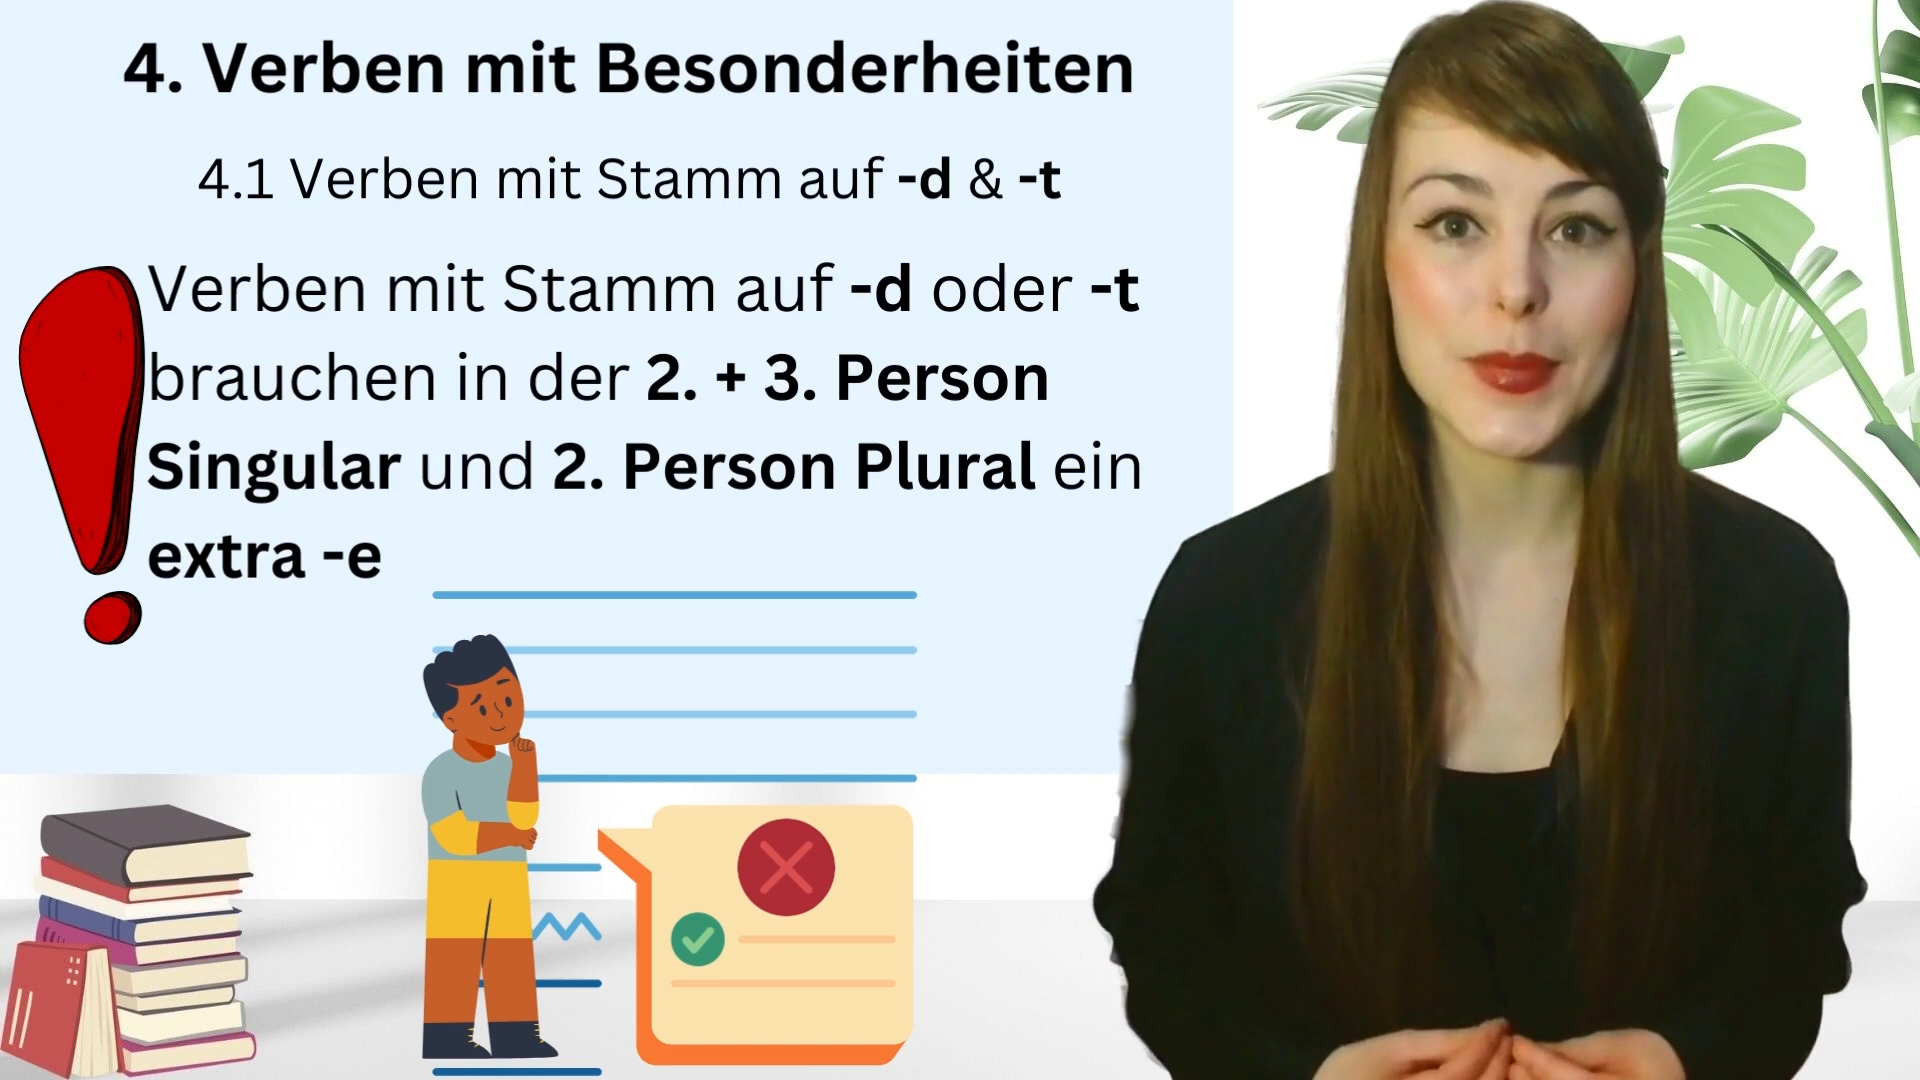 4. Verben mit Besonderheiten
4.1 Verben mit Stamm auf -d & -t
Verben mit Stamm auf -d oder -t
brauchen in der 2. + 3. Person
Singular und 2. Person Plural ein
extra -e